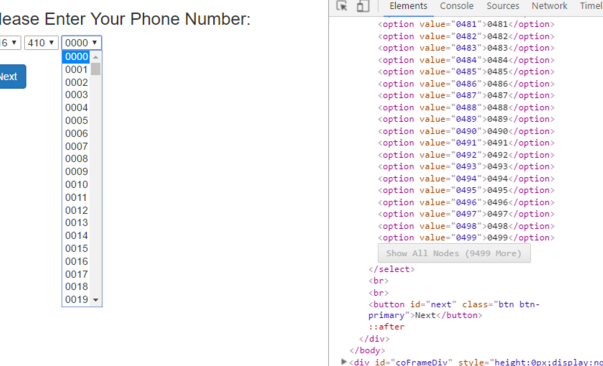 lease Enter Your Phone Number:
16 410 0000
Next
0000
0001
0002
0003
0004
0005
0006
0007
0008
0009
0010
0011
0012
0013
0014
0015
0016
0017
0018
0019
Elements Console Sources Network Timel
<option value="0481">0481</option>
<option value="0482">0482</option>
<option value="0483">0483</option>
<option value="0484">0484</option>
<option value="0485">0485</option>
<option value="0486">0486</option>
<option value="0487">0487</option>
<option value="0488">0488</option>
<option value="0489">0489</option>
<option value="0490">0490</option>
<option value="0491">0491</option>
<option value="0492">0492</option>
<option value="0493">0493</option>
<option value="0494">0494</option>
<option value="0495">0495</option>
<option value="0496">0496</option>
<option value="0497">0497</option>
<option value="0498">0498</option>
<option value="0499">0499</option>
Show All Nodes (9499 More)
</select>
<br>
<br>
<button id="next" class="btn btn-
primary">Next</button>
::after
</div>
</body>
<div id="coFrameDiv" style="height:0px;display:no